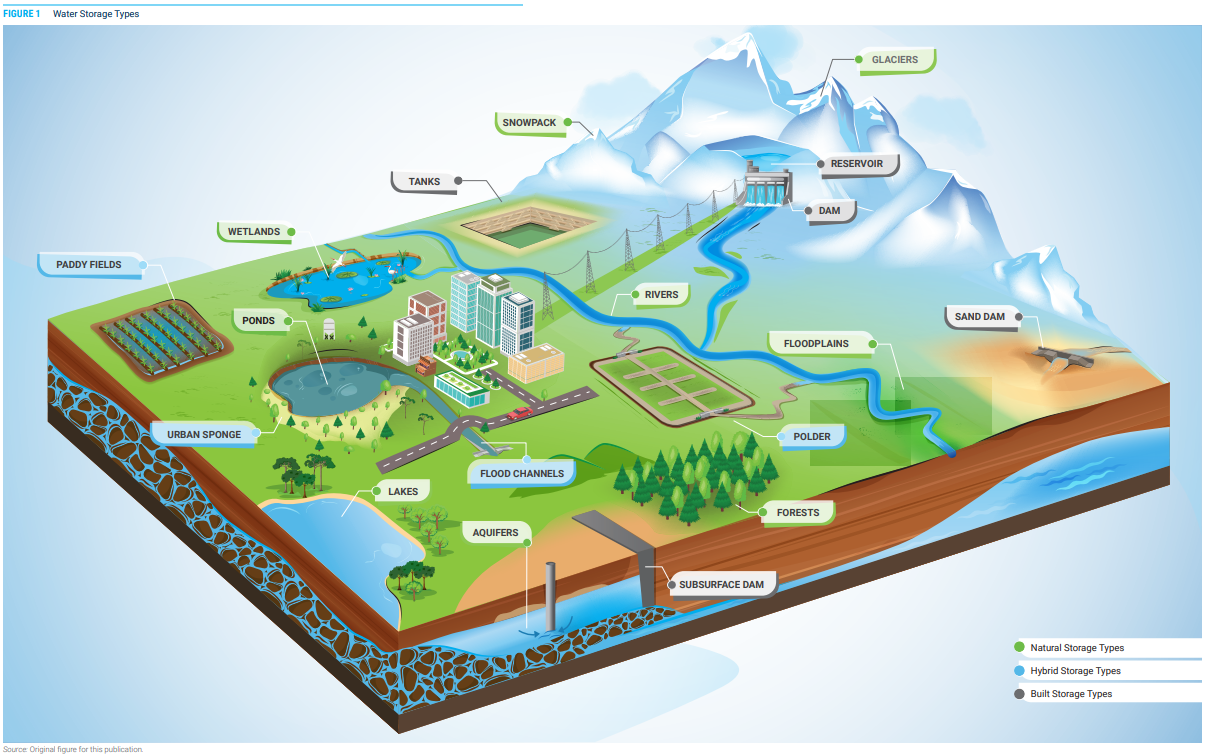 FIGURE 1 Water Storage Types
GLACIERS
SNOWPACK
RESERVOIR
TANKS
DAM
WETLANDS
PADDY FIELDS
RIVERS
PONDS
SAND DAM
FLOODPLAINS
URBAN SPONGE
POLDER
FLOOD CHANNELS
LAKES
FORESTS
AQUIFERS
SUBSURFACE DAM
Natural Storage Types
Hybrid Storage Types
Built Storage Types
Source: Original figure for this publication.